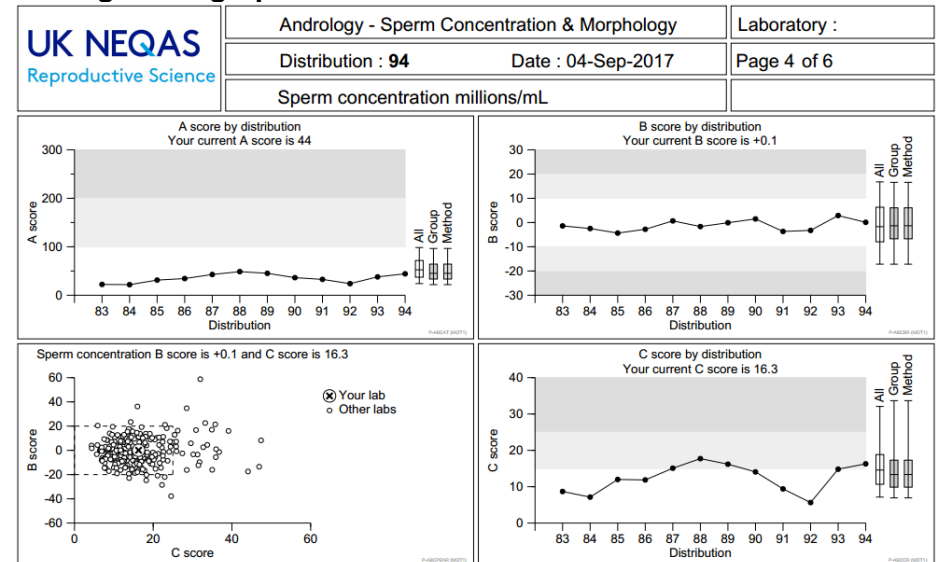 UK NEQAS
Reproductive Science
Andrology - Sperm Concentration & Morphology
Laboratory :
Distribution : 94
Date : 04-Sep-2017
Page 4 of 6
Sperm concentration millions/mL
A score by distribution
Your current A score is 44
300
200
100
0
A score
83 84 85 86 87 88 89 90 91 92 93 94
Distribution
All
Group
Method
P-ABCAT (MDT1)
B score by distribution
Your current B score is +0.1
30
20
10
0
-10
-20
-30
B score
83 84 85 86 87 88 89 90 91 92 93 94
Distribution
All
Group
Method
Sperm concentration B score is +0.1 and C score is 16.3
60
40
20
0
-20
-40
-60
B score
0 20 40 60
C score
Your lab
Other labs
C score by distribution
Your current C score is 16.3
40
30
20
10
0
C score
83 84 85 86 87 88 89 90 91 92 93 94
Distribution
All
Group
Method